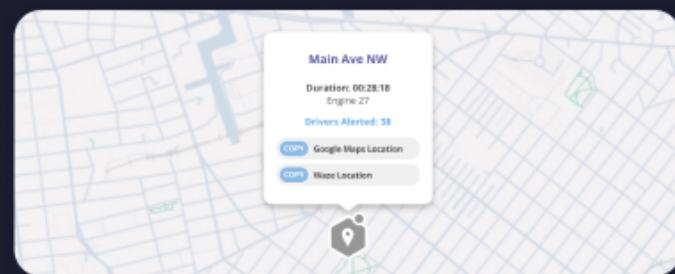 Main Ave NW
Duration: 00:28:18
Engine 27
Drivers Alerted: 38
COPY Google Maps Location
COPY Waze Location